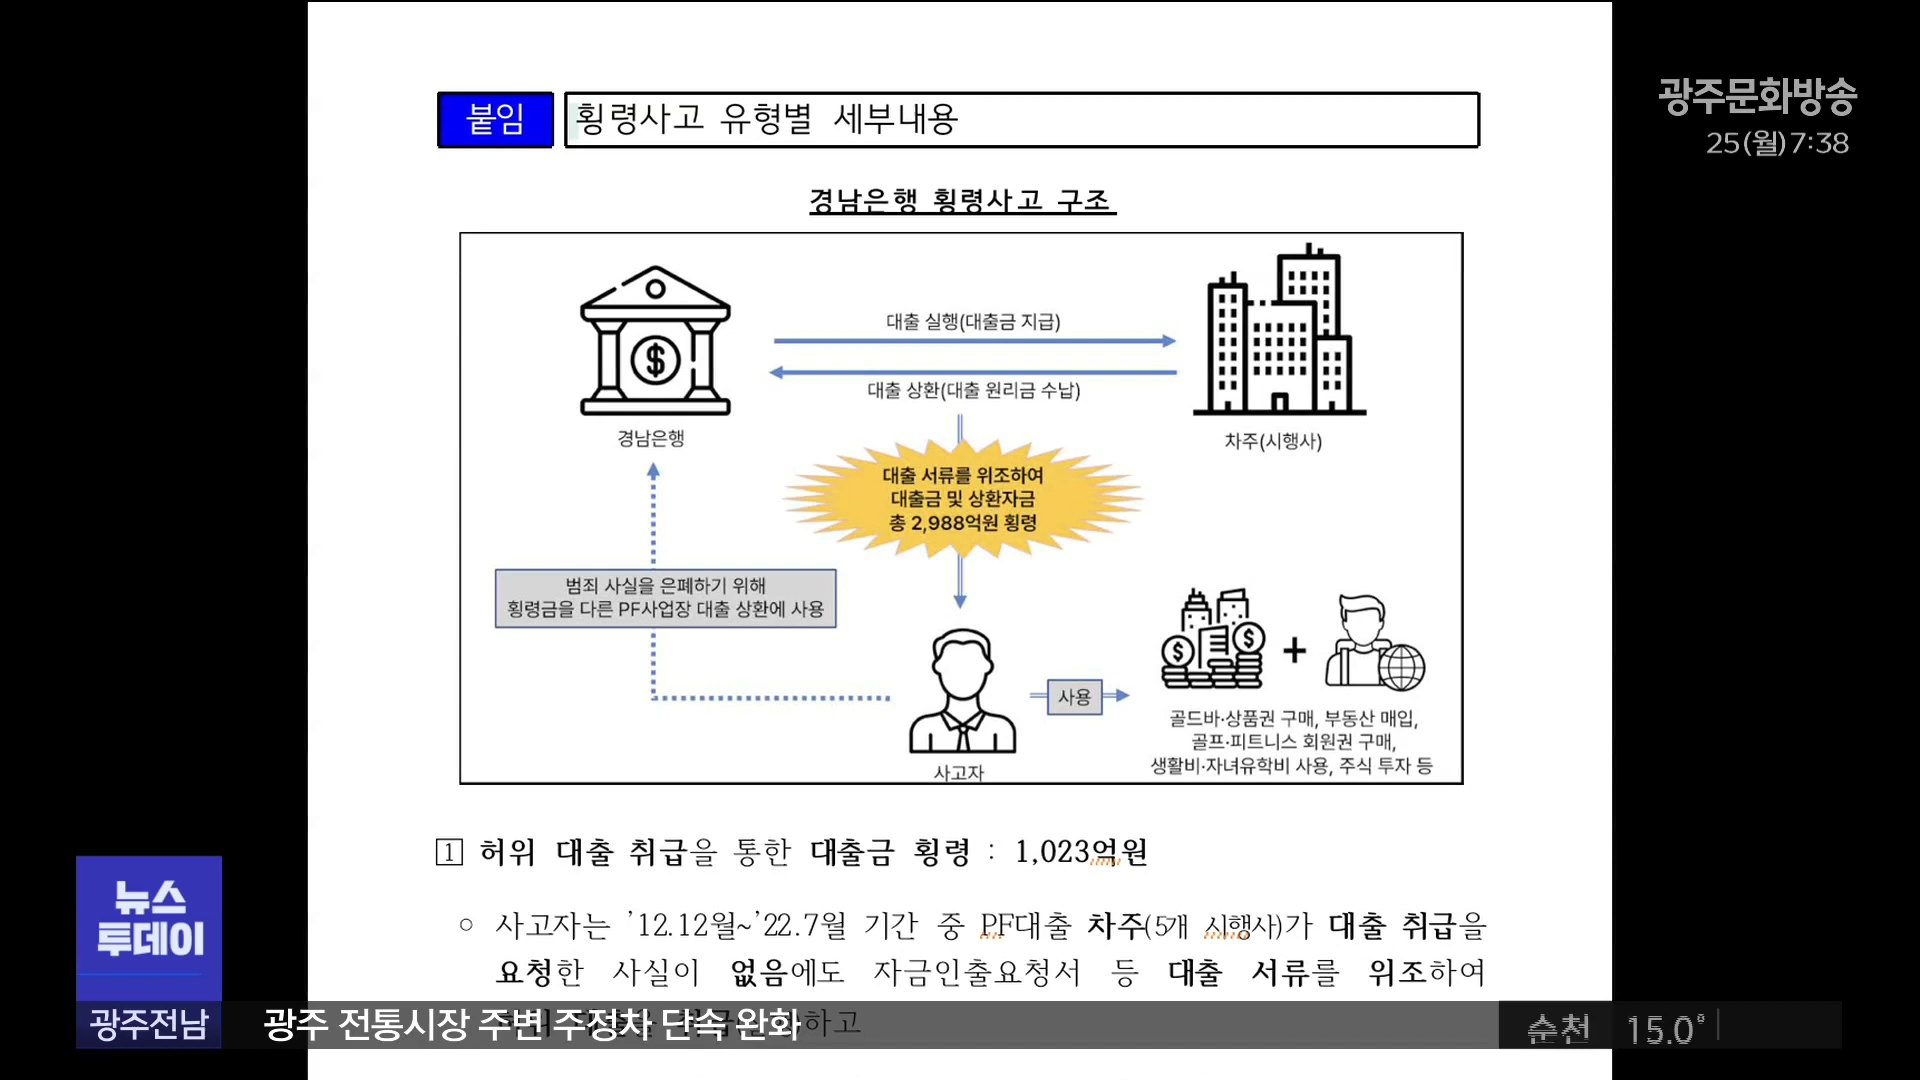 붙임 횡령사고 유형별 세부내용
광주문화방송
25(월) 7:38
경남은행 횡령사고 구조
대출 실행(대출금 지급)
대출 상환(대출 원리금 수납)
경남은행
차주(시행사)
대출 서류를 위조하여
대출금 및 상환자금
총 2,988억원 횡령
범죄 사실을 은폐하기 위해
횡령금을 다른 PF사업장 대출 상환에 사용
사용
사고자
골드바·상품권 구매, 부동산 매입,
골프·피트니스 회원권 구매,
생활비·자녀유학비 사용, 주식 투자 등
1 허위 대출 취급을 통한 대출금 횡령 : 1,023억원
○ 사고자는 ’12.12월~’22.7월 기간 중 PF대출 차주(5개 시행사)가 대출 취급을
요청한 사실이 없음에도 자금인출요청서 등 대출 서류를 위조하여
뉴스
투데이
광주전남 광주 전통시장 주변 주정차 단속 완화
순천 15.0°